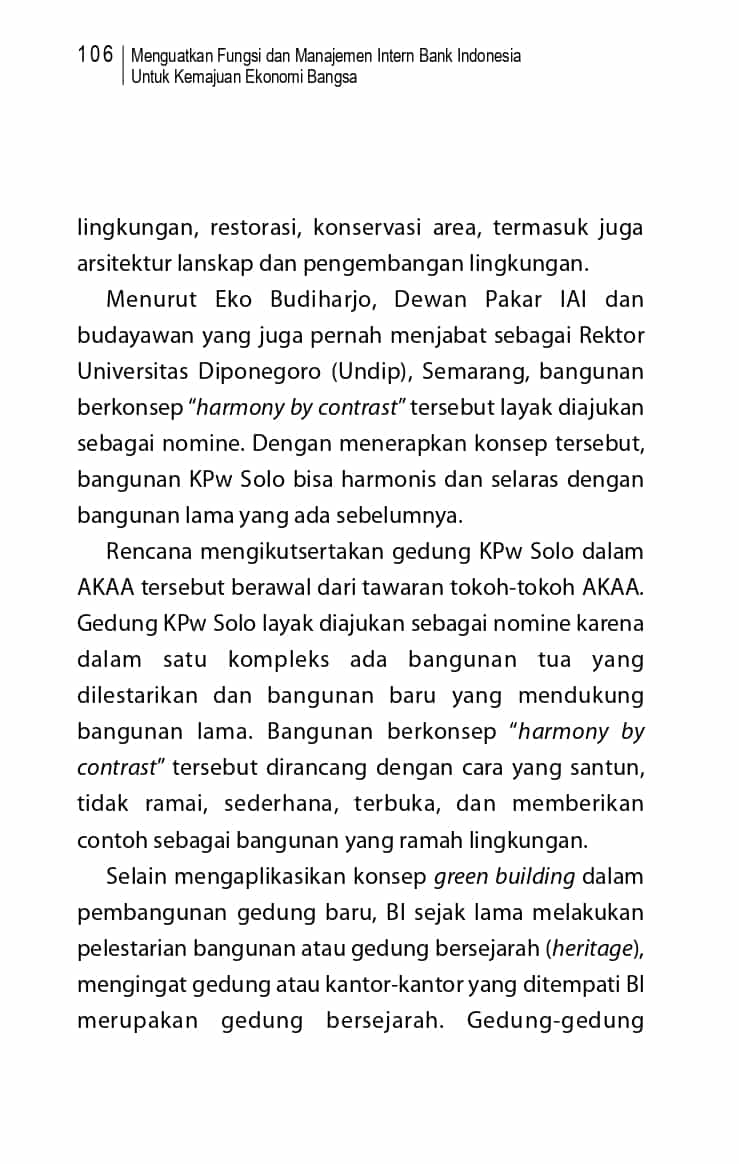 106 Menguatkan Fungsi dan Manajemen Intern Bank Indonesia
Untuk Kemajuan Ekonomi Bangsa
lingkungan, restorasi, konservasi area, termasuk juga
arsitektur lanskap dan pengembangan lingkungan.
Menurut Eko Budiharjo, Dewan Pakar IAI dan
budayawan yang juga pernah menjabat sebagai Rektor
Universitas Diponegoro (Undip), Semarang, bangunan
berkonsep “harmony by contrast” tersebut layak diajukan
sebagai nomine. Dengan menerapkan konsep tersebut,
bangunan KPw Solo bisa harmonis dan selaras dengan
bangunan lama yang ada sebelumnya.
Rencana mengikutsertakan gedung KPw Solo dalam
AKAA tersebut berawal dari tawaran tokoh-tokoh AKAA.
Gedung KPw Solo layak diajukan sebagai nomine karena
dalam satu kompleks ada bangunan tua yang
dilestarikan dan bangunan baru yang mendukung
bangunan lama. Bangunan berkonsep “harmony by
contrast” tersebut dirancang dengan cara yang santun,
tidak ramai, sederhana, terbuka, dan memberikan
contoh sebagai bangunan yang ramah lingkungan.
Selain mengaplikasikan konsep green building dalam
pembangunan gedung baru, BI sejak lama melakukan
pelestarian bangunan atau gedung bersejarah (heritage),
mengingat gedung atau kantor-kantor yang ditempati BI
merupakan gedung bersejarah. Gedung-gedung